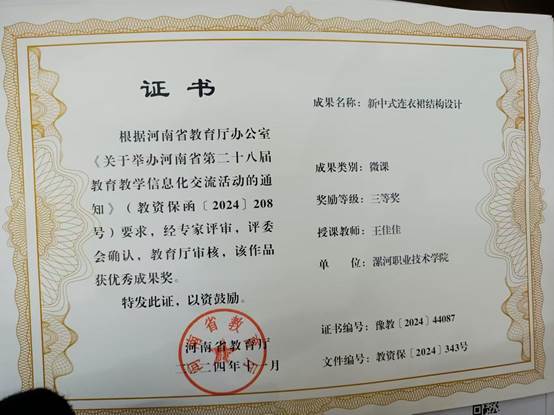 证书
根据河南省教育厅办公室
《关于举办河南省第二十八届
教育教学信息化交流活动的通
知》（教资保函〔2024〕208
号）要求，经专家评审，评委
会确认，教育厅审核，该作品
获优秀成果奖。
特发此证，以资鼓励。
河南省教育厅
二〇二四年十一月
成果名称：新中式连衣裙结构设计
成果类别：微课
奖励等级：三等奖
授课教师：王佳佳
单 位：漯河职业技术学院
证书编号：豫教〔2024〕44087
文件编号：教资保〔2024〕343号